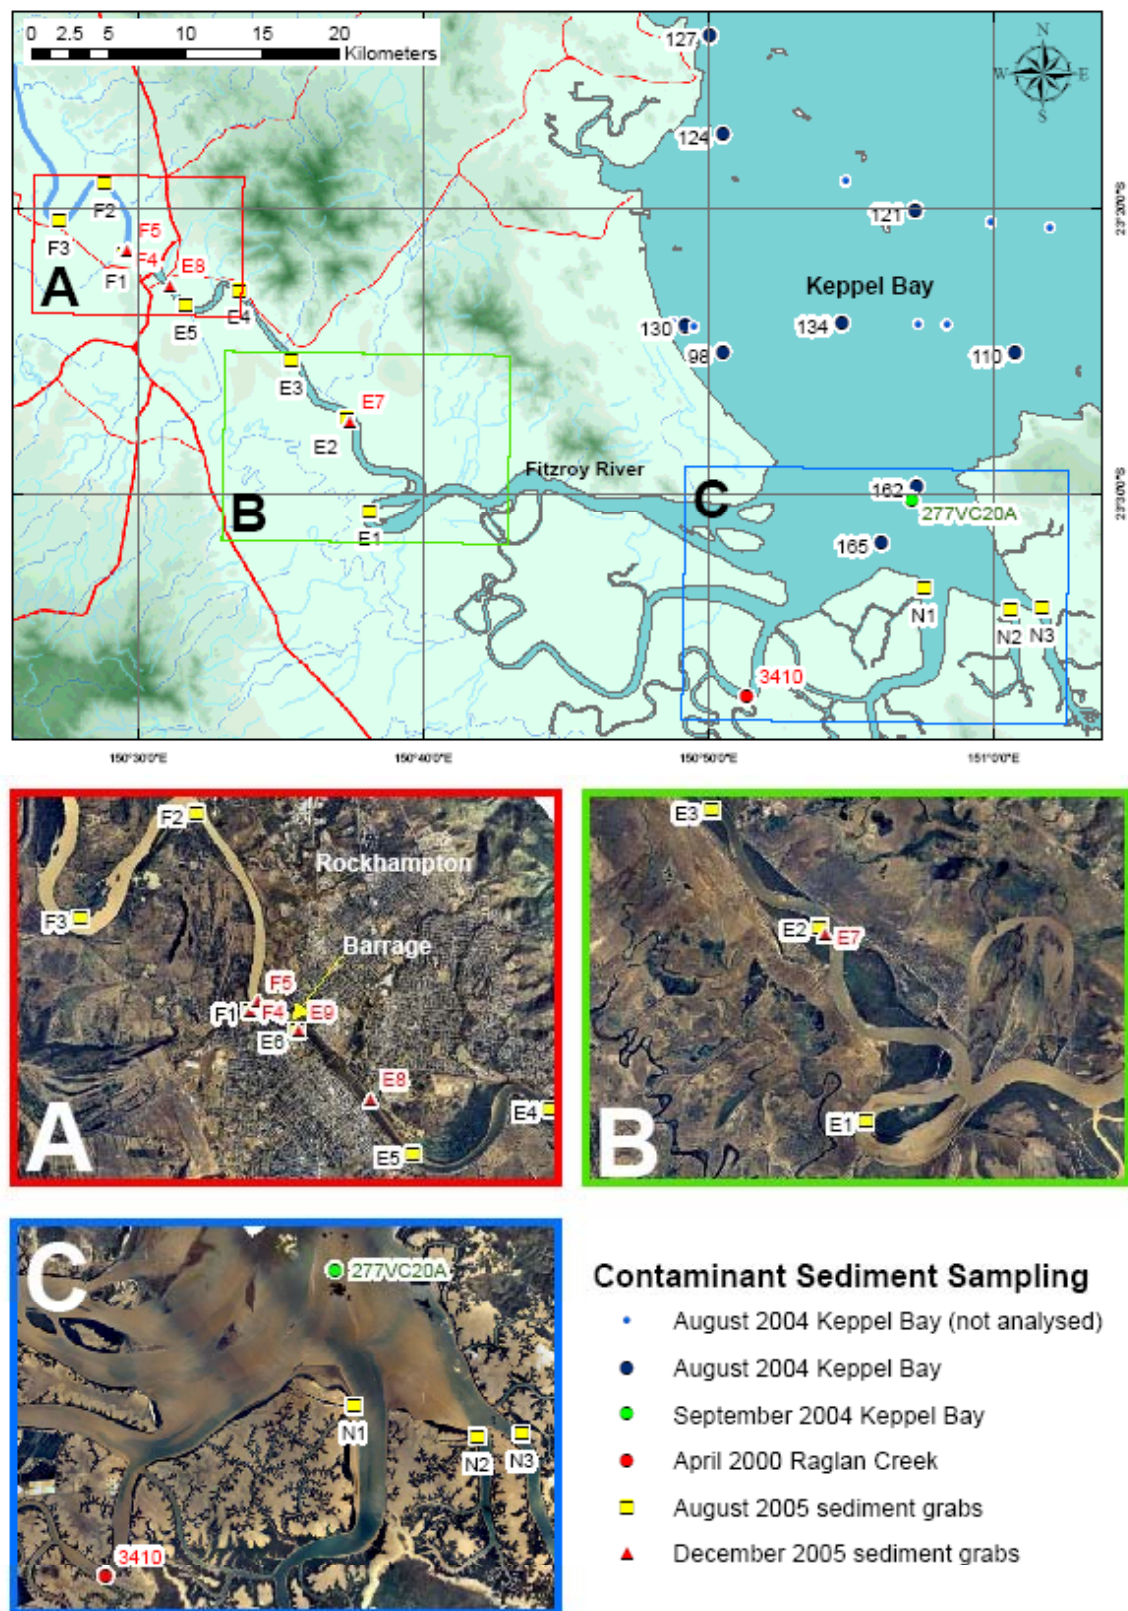 0 2.5 5 10 15 20
Kilometers
N
W E
S
127
124
121
Keppel Bay
130
134
98
110
F2
F3
F5
F4
F1
E8
A
E5
E4
E3
E7
E2
B
E1
Fitzroy River
C
162
277VC20A
165
N1
N2
N3
3410
23°20'0"S
23°30'0"S
150°30'0"E
150°40'0"E
150°50'0"E
151°0'0"E
F2
Rockhampton
F3
Barrage
F5
F1
F4
E9
E6
E8
E4
E5
A
E3
E2
E7
E1
B
C
277VC20A
N1
N2
N3
3410
Contaminant Sediment Sampling
August 2004 Keppel Bay (not analysed)
August 2004 Keppel Bay
September 2004 Keppel Bay
April 2000 Raglan Creek
August 2005 sediment grabs
December 2005 sediment grabs